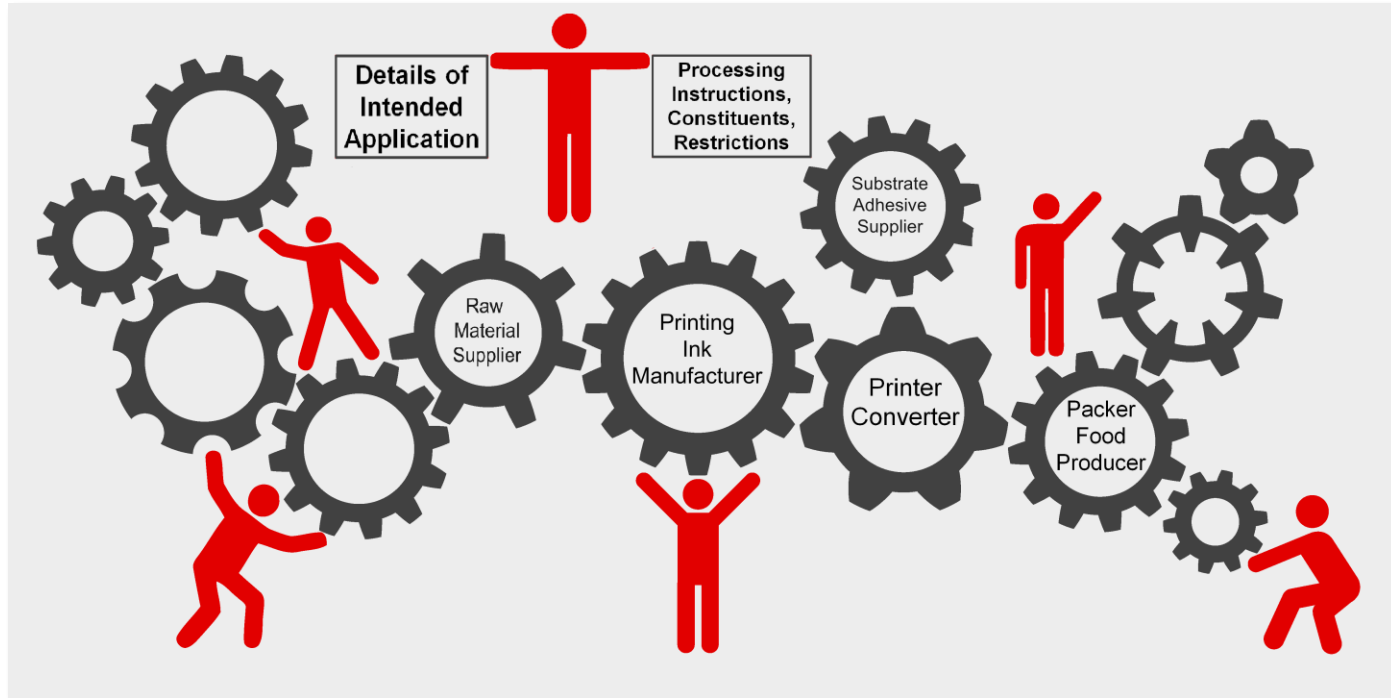 Details of
Intended
Application
Processing
Instructions,
Constituents,
Restrictions
Substrate
Adhesive
Supplier
Raw
Material
Supplier
Printing
Ink
Manufacturer
Printer
Converter
Packer
Food
Producer